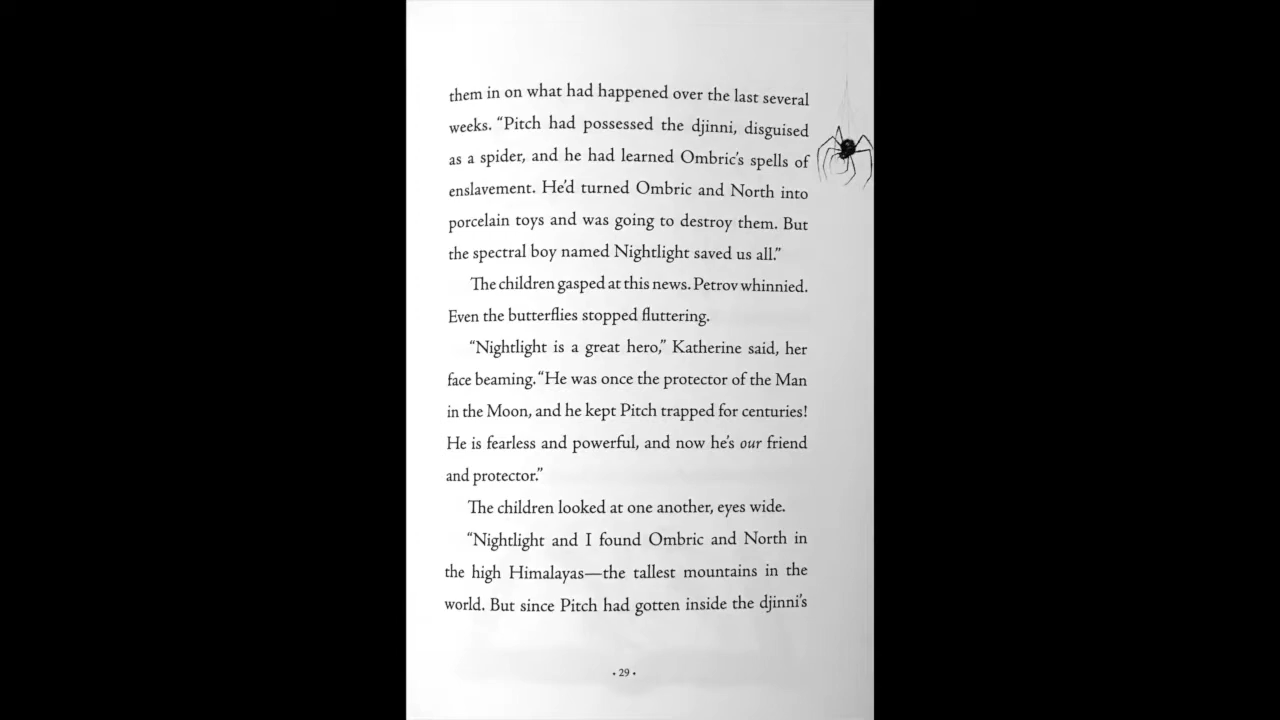 them in on what had happened over the last several
weeks. “Pitch had possessed the djinni, disguised
as a spider, and he had learned Ombric’s spells of
enslavement. He’d turned Ombric and North into
porcelain toys and was going to destroy them. But
the spectral boy named Nightlight saved us all.”
The children gasped at this news. Petrov whinnied.
Even the butterflies stopped fluttering.
“Nightlight is a great hero,” Katherine said, her
face beaming. “He was once the protector of the Man
in the Moon, and he kept Pitch trapped for centuries!
He is fearless and powerful, and now he’s our friend
and protector.”
The children looked at one another, eyes wide.
“Nightlight and I found Ombric and North in
the high Himalayas—the tallest mountains in the
world. But since Pitch had gotten inside the djinni’s
• 29 •